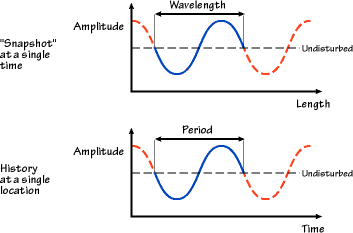 Wavelength
Amplitude
"Snapshot"
at a single
time
Undisturbed
Length
Period
Amplitude
History
at a single
location
Undisturbed
Time